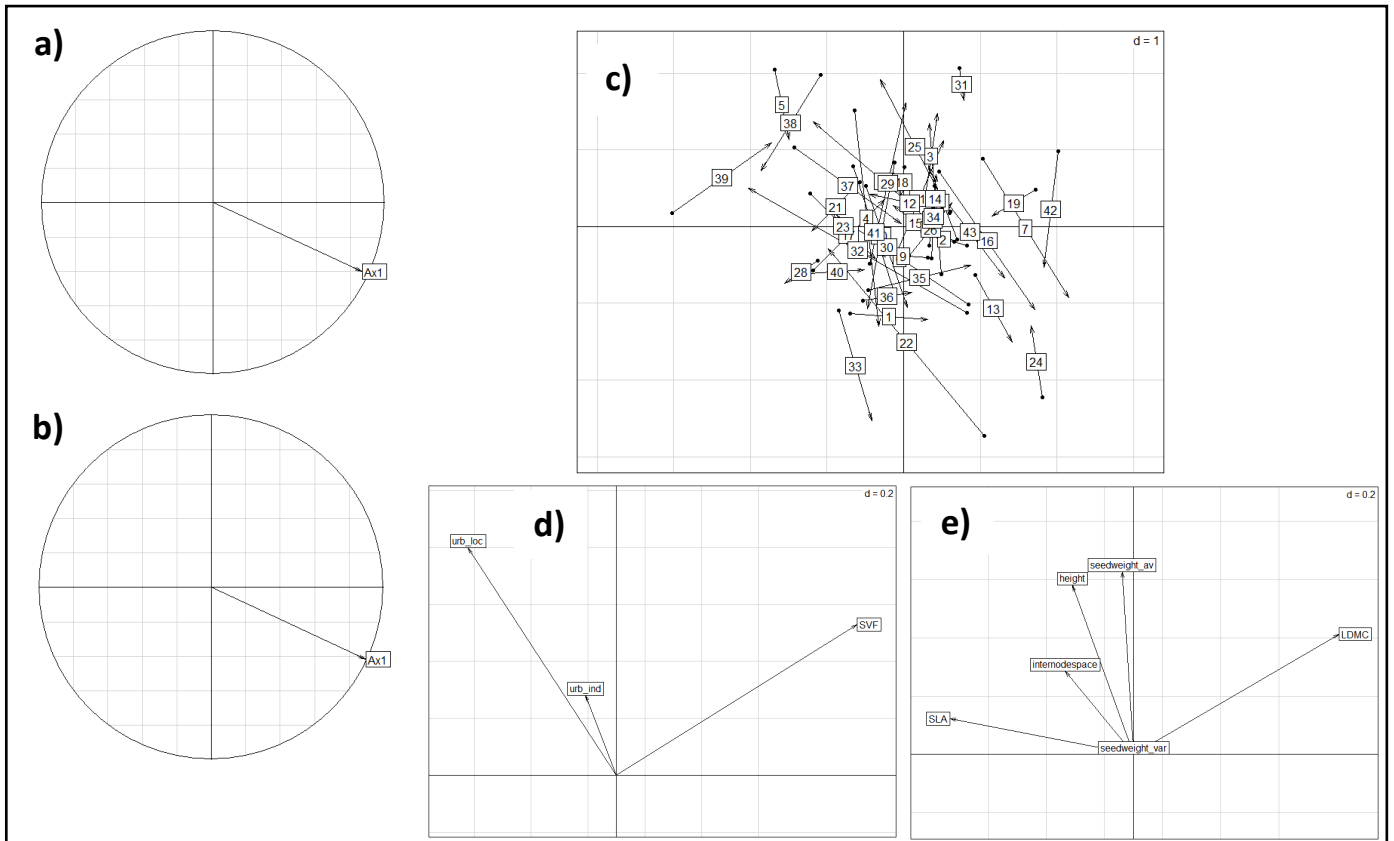 a)
Ax1
b)
Ax1
c)
d = 1
31
5
38
25
3
39
37
29
18
12
14
19
42
21
4
34
15
23
41
7
43
2
16
32
30
9
28
40
35
36
13
1
22
33
24
d)
d = 0.2
urb_loc
SVF
urb_ind
e)
d = 0.2
seedweight_av
height
LDMC
internodespace
SLA
seedweight_var